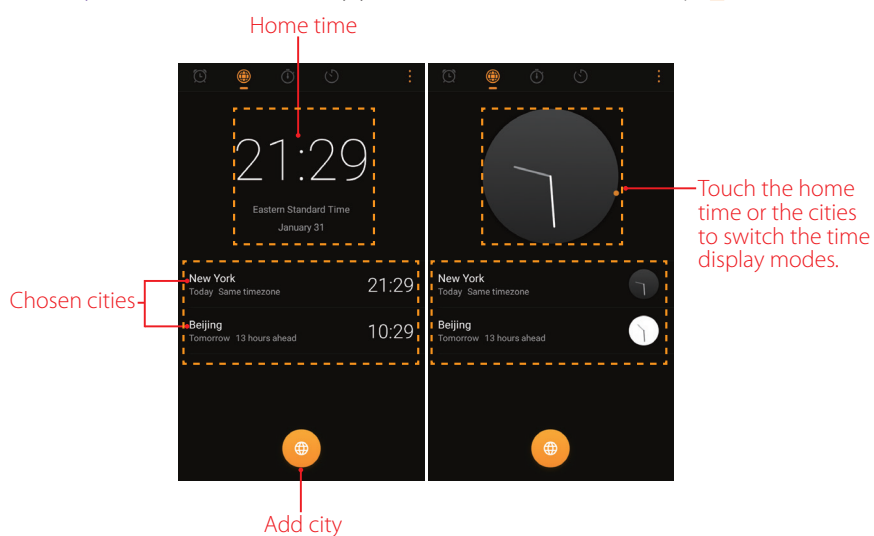 Home time
21:29
Eastern Standard Time
January 31
New York
Today Same timezone
21:29
Beijing
Tomorrow 13 hours ahead
10:29
New York
Today Same timezone
Beijing
Tomorrow 13 hours ahead
Touch the home
time or the cities
to switch the time
display modes.
Chosen cities
Add city